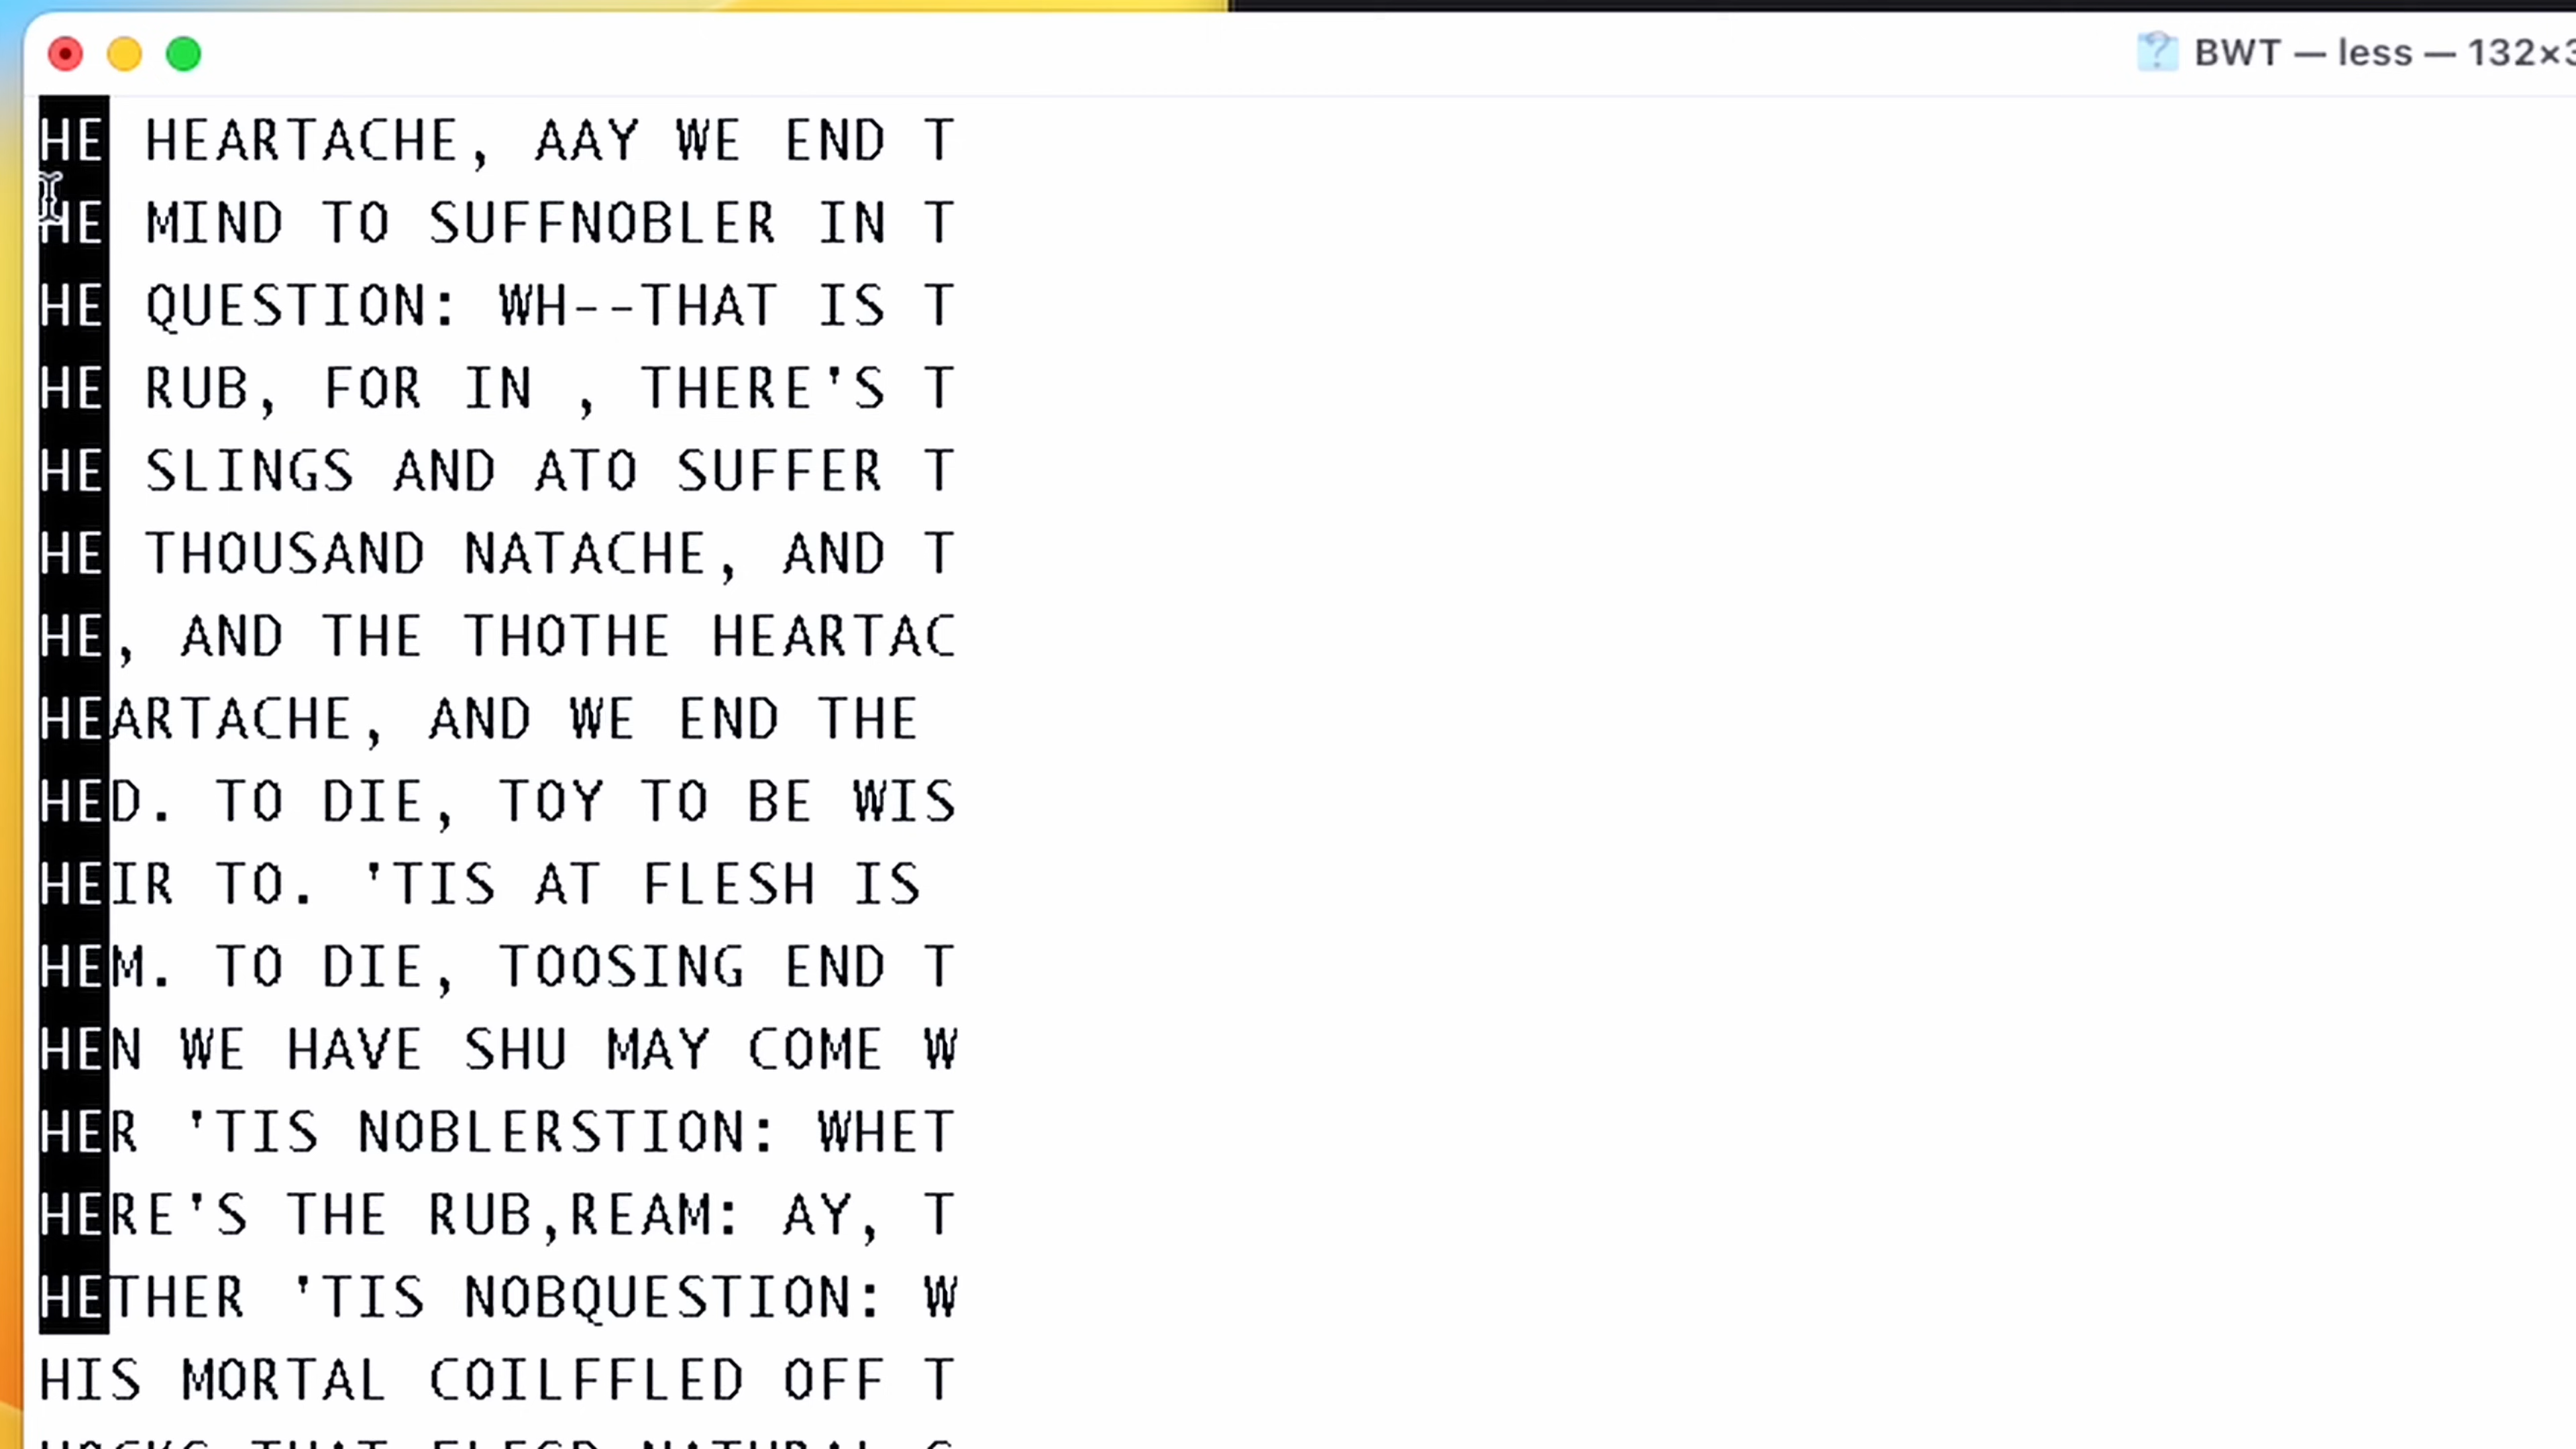 BWT — less — 132×3
HE HEARTACHE, AAY WE END T
HE MIND TO SUFFNOBLER IN T
HE QUESTION: WH--THAT IS T
HE RUB, FOR IN , THERE'S T
HE SLINGS AND ATO SUFFER T
HE THOUSAND NATACHE, AND T
HE, AND THE THOTHE HEARTAC
HEARTACHE, AND WE END THE
HED. TO DIE, TOY TO BE WIS
HEIR TO. 'TIS AT FLESH IS
HEM. TO DIE, TOOSING END T
HEN WE HAVE SHU MAY COME W
HER 'TIS NOBLERSTION: WHET
HERE'S THE RUB,REAM: AY, T
HETHER 'TIS NOBQUESTION: W
HIS MORTAL COILFFLED OFF T